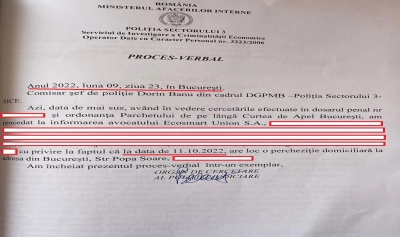 ROMÂNIA
MINISTERUL AFACERILOR INTERNE
POLIȚIA SECTORULUI 3
Serviciul de Investigare a Criminalității Economice
Operator Date cu Caracter Personal nr. 3223/2006
PROCES-VERBAL
Anul 2022, luna 09, ziua 23, în București.
Comisar șef de poliție Dorin Banu din cadrul DGPMB –Poliția Sectorului 3-
SICE.
Azi, data de mai sus, având în vedere cercetările efectuate în dosarul penal nr
și ordonanța Parchetului de pe lângă Curtea de Apel București, am
procedat la informarea avocatului Ecosmart Union S.A.,
cu privire la faptul că la data de 11.10.2022, are loc o percheziție domiciliară la
adresa din București, Str Popa Soare,
Am încheiat prezentul proces-verbal într-un exemplar,
ORGAN DE CERCETARE
AL POLIȚIEI JUDICIARE